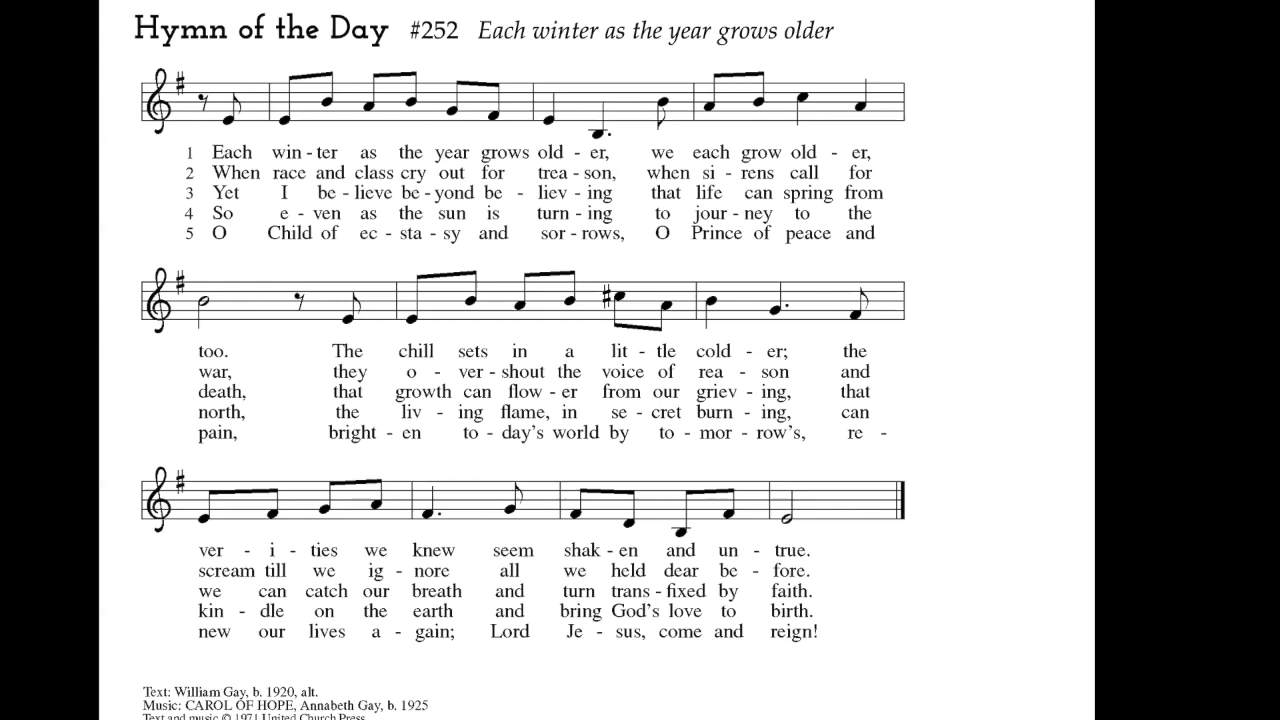 Hymn of the Day #252 Each winter as the year grows older
1 Each win - ter as the year grows old - er, we each grow old - er,
2 When race and class cry out for trea - son, when si - rens call for
3 Yet I be - lieve be - yond be - liev - ing that life can spring from
4 So e - ven as the sun is turn - ing to jour - ney to the
5 O Child of ec - sta - sy and sor - rows, O Prince of peace and
too. The chill sets in a lit - tle cold - er; the
war, they o - ver - shout the voice of rea - son and
death, that growth can flow - er from our griev - ing, that
north, the liv - ing flame, in se - cret burn - ing, can
pain, bright - en to - day's world by to - mor - row's, re -
ver - i - ties we knew seem shak - en and un - true.
scream till we ig - nore all we held dear be - fore.
we can catch our breath and turn trans - fixed by faith.
kin - dle on the earth and bring God's love to birth.
new our lives a - gain; Lord Je - sus, come and reign!
Text: William Gay, b. 1920, alt.
Music: CAROL OF HOPE, Annabeth Gay, b. 1925
Text and music © 1971 United Church Press